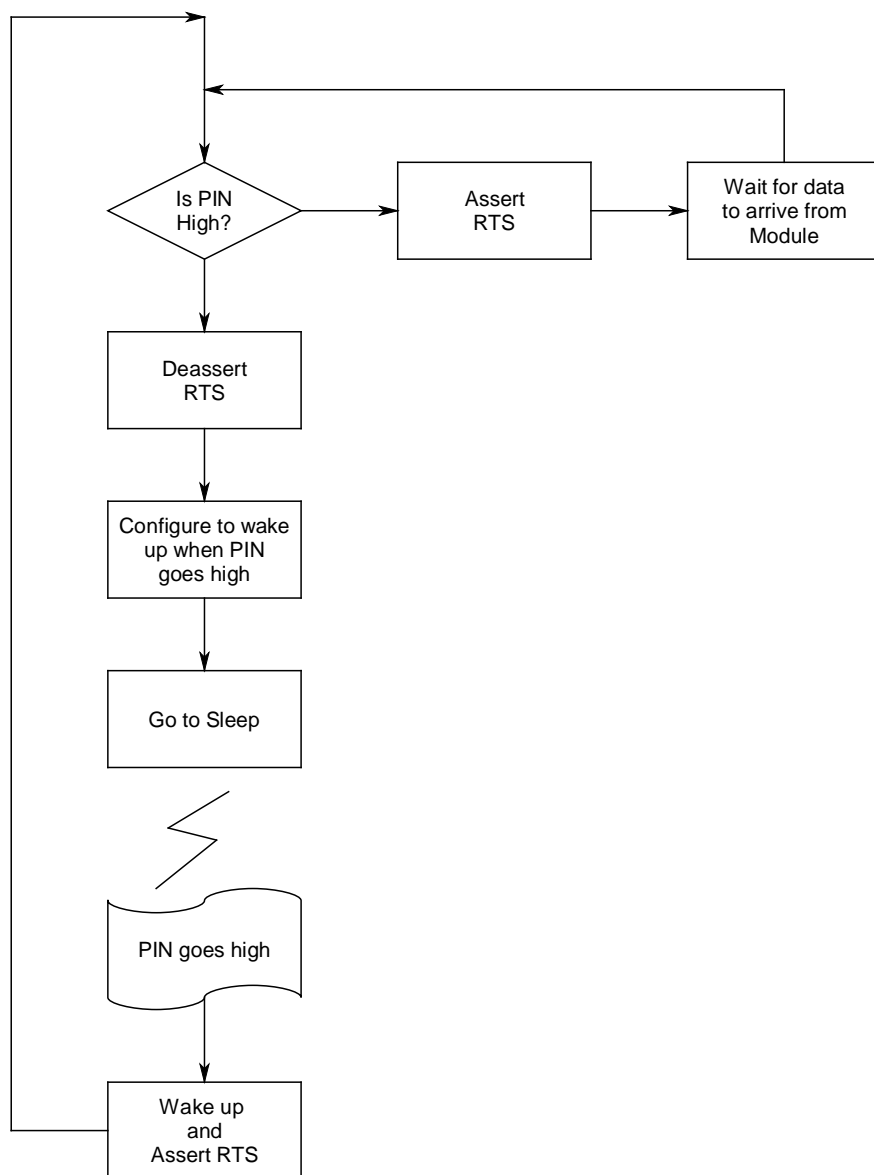 Is PIN
High?
Assert
RTS
Wait for data
to arrive from
Module
Deassert
RTS
Configure to wake
up when PIN
goes high
Go to Sleep
PIN goes high
Wake up
and
Assert RTS